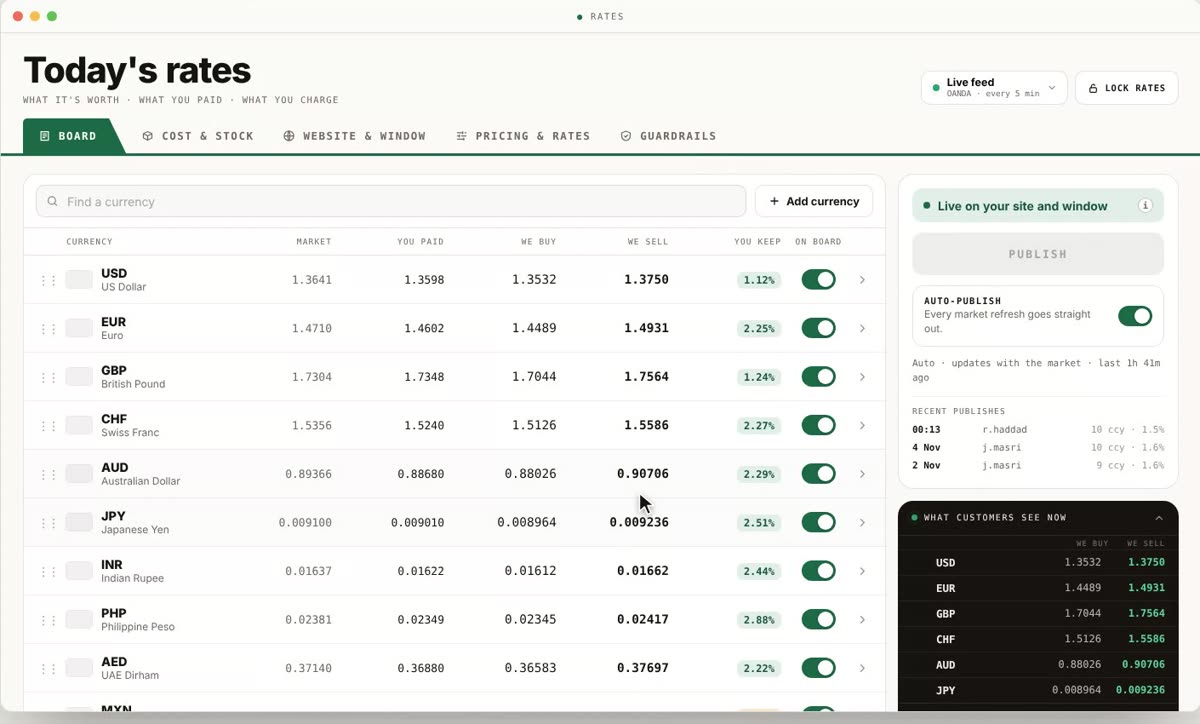 RATES
Today's rates
WHAT IT'S WORTH · WHAT YOU PAID · WHAT YOU CHARGE
Live feed
OANDA · every 5 min
LOCK RATES
BOARD COST & STOCK WEBSITE & WINDOW PRICING & RATES GUARDRAILS
Find a currency
+ Add currency
CURRENCY MARKET YOU PAID WE BUY WE SELL YOU KEEP ON BOARD
USD
US Dollar
1.3641 1.3598 1.3532 1.3750 1.12%
EUR
Euro
1.4710 1.4602 1.4489 1.4931 2.25%
GBP
British Pound
1.7304 1.7348 1.7044 1.7564 1.24%
CHF
Swiss Franc
1.5356 1.5240 1.5126 1.5586 2.27%
AUD
Australian Dollar
0.89366 0.88680 0.88026 0.90706 2.29%
JPY
Japanese Yen
0.009100 0.009010 0.008964 0.009236 2.51%
INR
Indian Rupee
0.01637 0.01622 0.01612 0.01662 2.44%
PHP
Philippine Peso
0.02381 0.02349 0.02345 0.02417 2.88%
AED
UAE Dirham
0.37140 0.36880 0.36583 0.37697 2.22%
MXN
Live on your site and window
PUBLISH
AUTO-PUBLISH
Every market refresh goes straight
out.
Auto · updates with the market · last 1h 41m
ago
RECENT PUBLISHES
00:13 r.haddad 10 ccy · 1.5%
4 Nov j.masri 10 ccy · 1.6%
2 Nov j.masri 9 ccy · 1.6%
WHAT CUSTOMERS SEE NOW
WE BUY WE SELL
USD 1.3532 1.3750
EUR 1.4489 1.4931
GBP 1.7044 1.7564
CHF 1.5126 1.5586
AUD 0.88026 0.90706
JPY 0.008964 0.009236